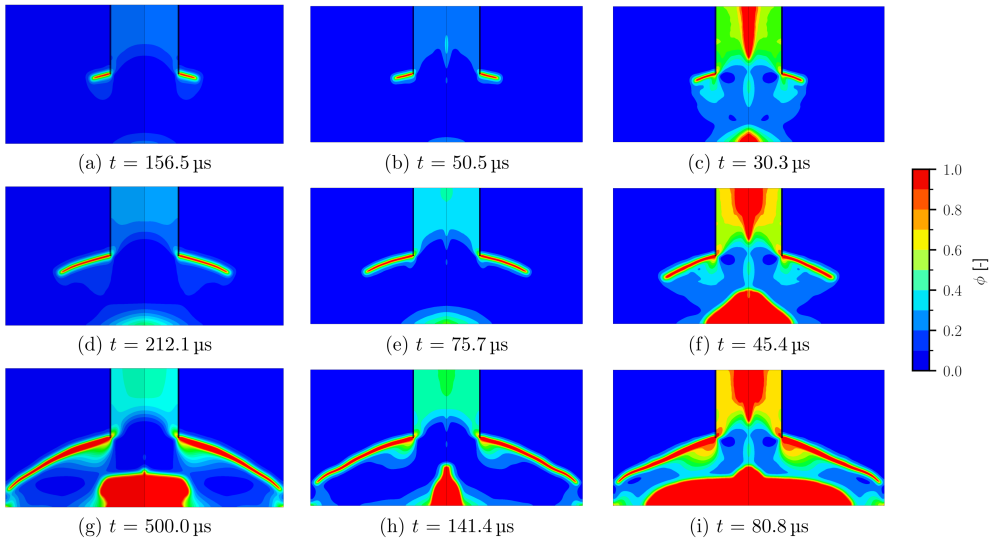 (a) t = 156.5 µs
(b) t = 50.5 µs
(c) t = 30.3 µs
(d) t = 212.1 µs
(e) t = 75.7 µs
(f) t = 45.4 µs
(g) t = 500.0 µs
(h) t = 141.4 µs
(i) t = 80.8 µs
1.0
0.8
0.6
0.4
0.2
0.0
ϕ [-]